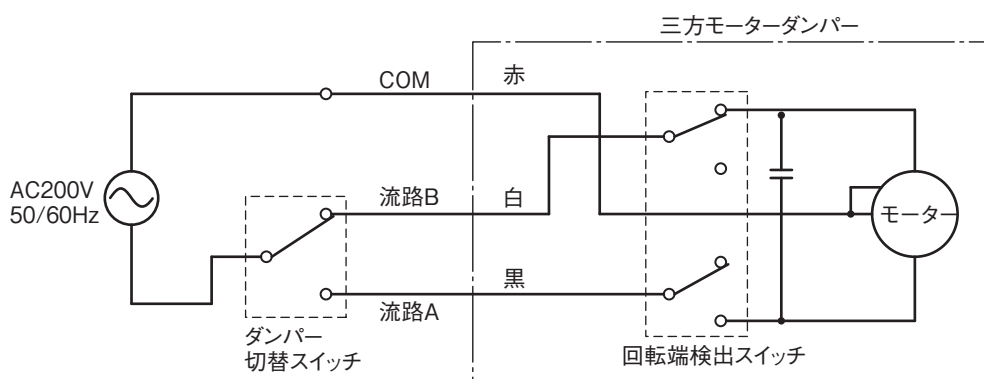 三方モーターダンパー
COM
赤
AC200V
50/60Hz
流路B
白
モーター
黒
流路A
ダンパー
切替スイッチ
回転端検出スイッチ